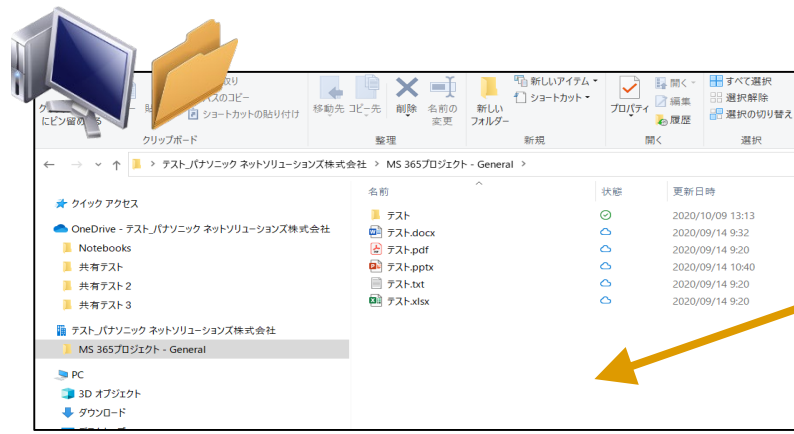 パスのコピー
ショートカットの貼り付け
にピン留め
クリップボード
移動先 コピー先 削除 名前の変更
整理
新しいフォルダー
新しいアイテム
ショートカット
新規
プロパティ
開く
編集
履歴
開く
すべて選択
選択解除
選択の切り替え
選択
テスト_パナソニック ネットソリューションズ株式会社 > MS 365プロジェクト - General >
名前 状態 更新日時
クイック アクセス
OneDrive - テスト_パナソニック ネットソリューションズ株式会社
Notebooks
共有テスト
共有テスト 2
共有テスト 3
テスト_パナソニック ネットソリューションズ株式会社
MS 365プロジェクト - General
PC
3D オブジェクト
ダウンロード
テスト 2020/10/09 13:13
テスト.docx 2020/09/14 9:32
テスト.pdf 2020/09/14 9:20
テスト.pptx 2020/09/14 10:40
テスト.txt 2020/09/14 9:20
テスト.xlsx 2020/09/14 9:20